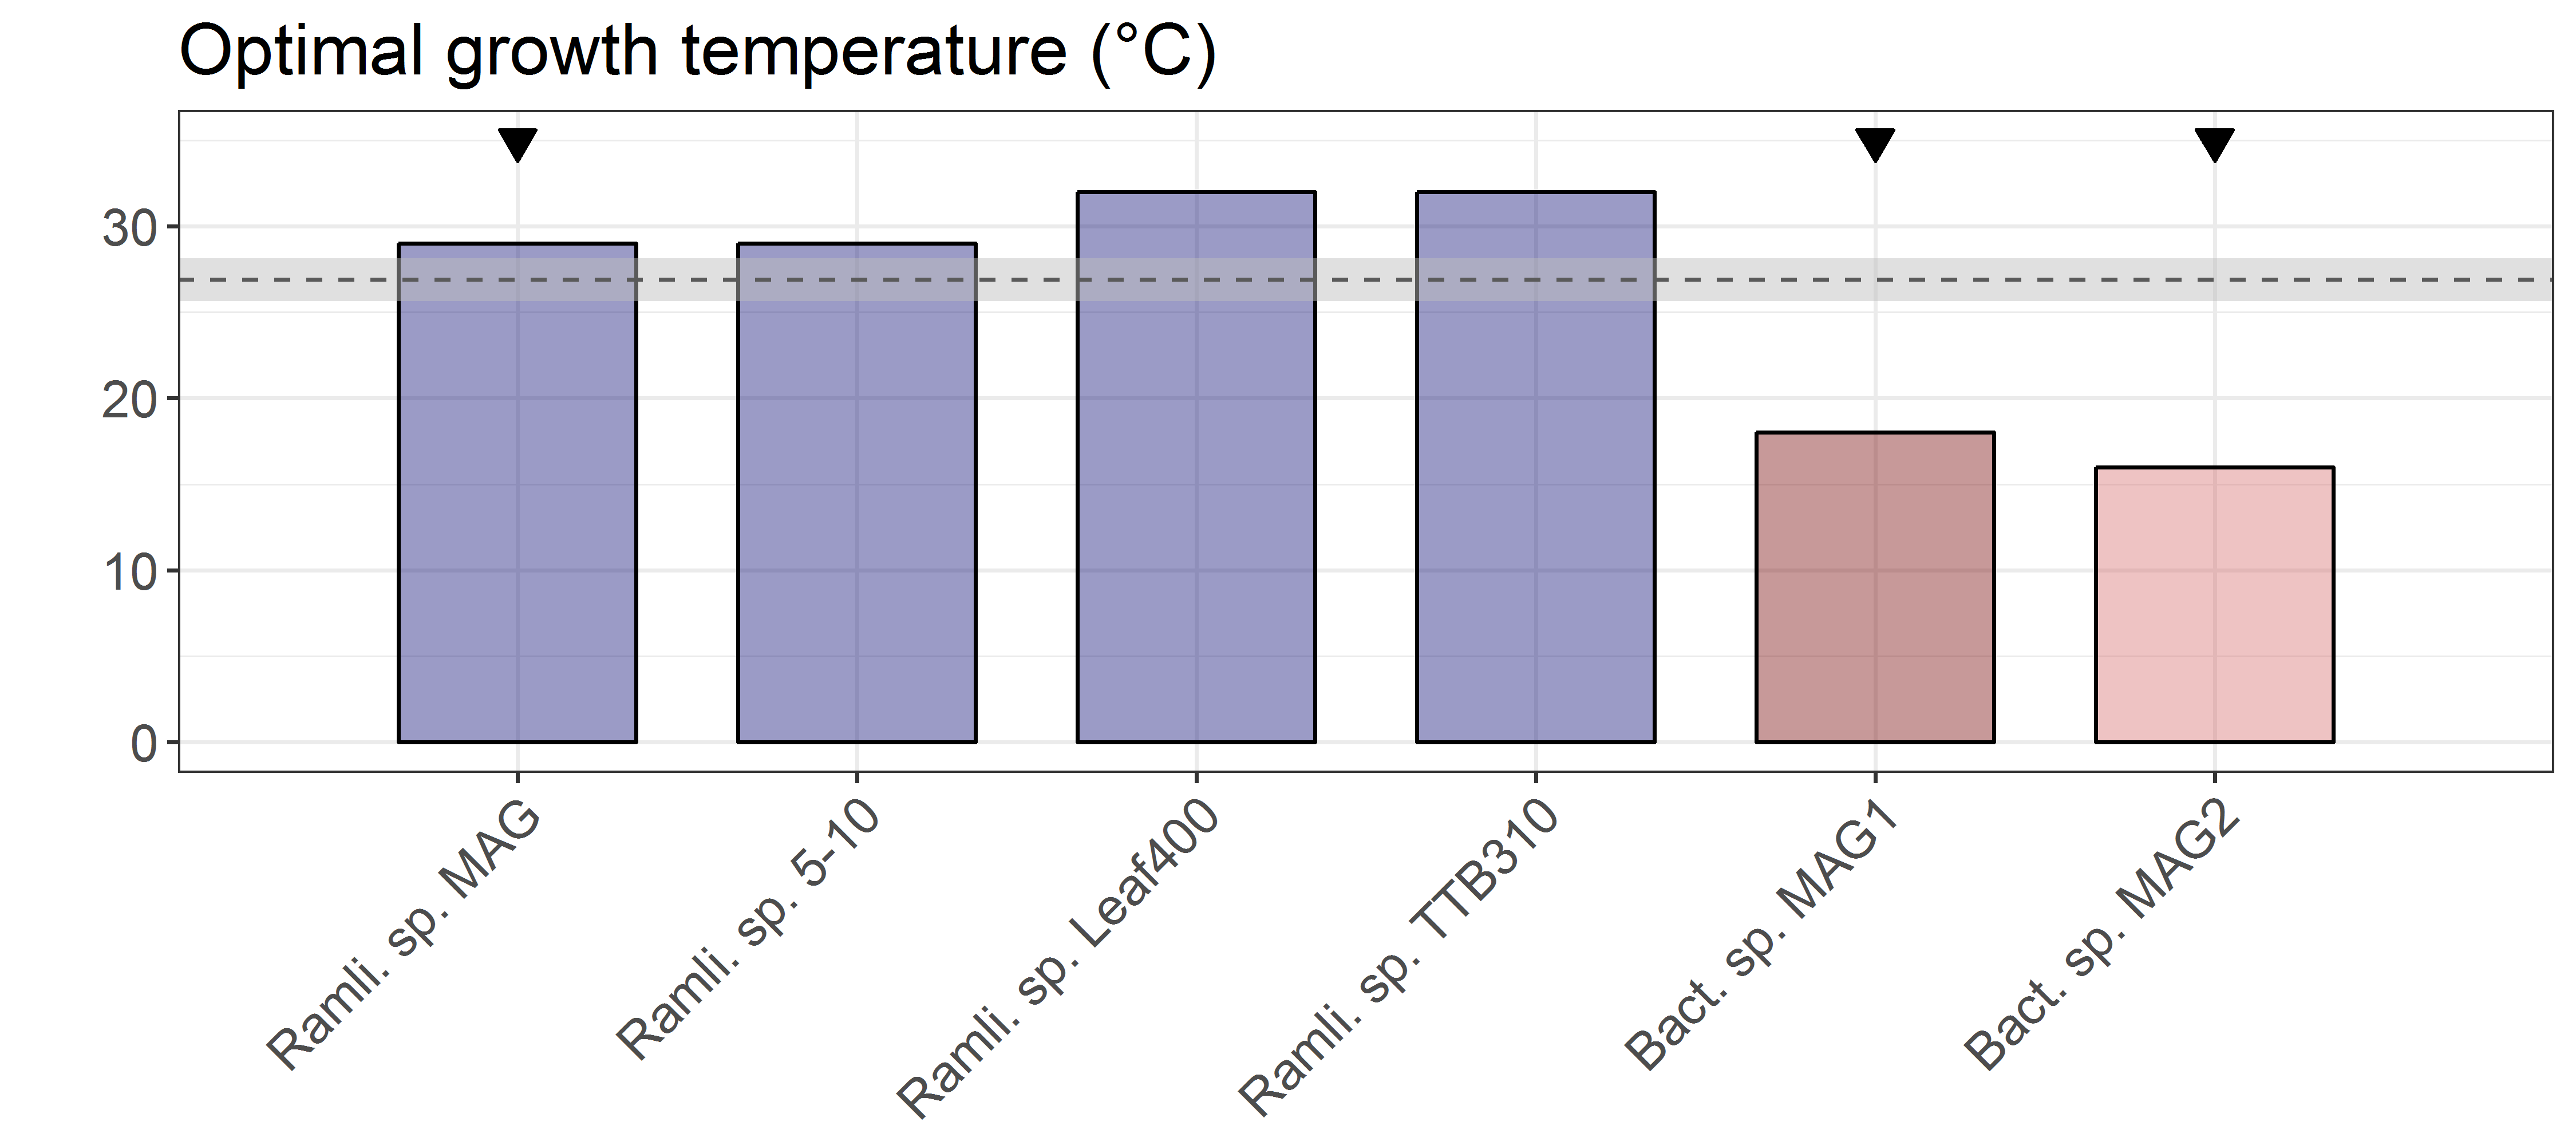 Optimal growth temperature (°C)
30
20
10
0
Ramli. sp. MAG
Ramli. sp. 5-10
Ramli. sp. Leaf400
Ramli. sp. TTB310
Bact. sp. MAG1
Bact. sp. MAG2